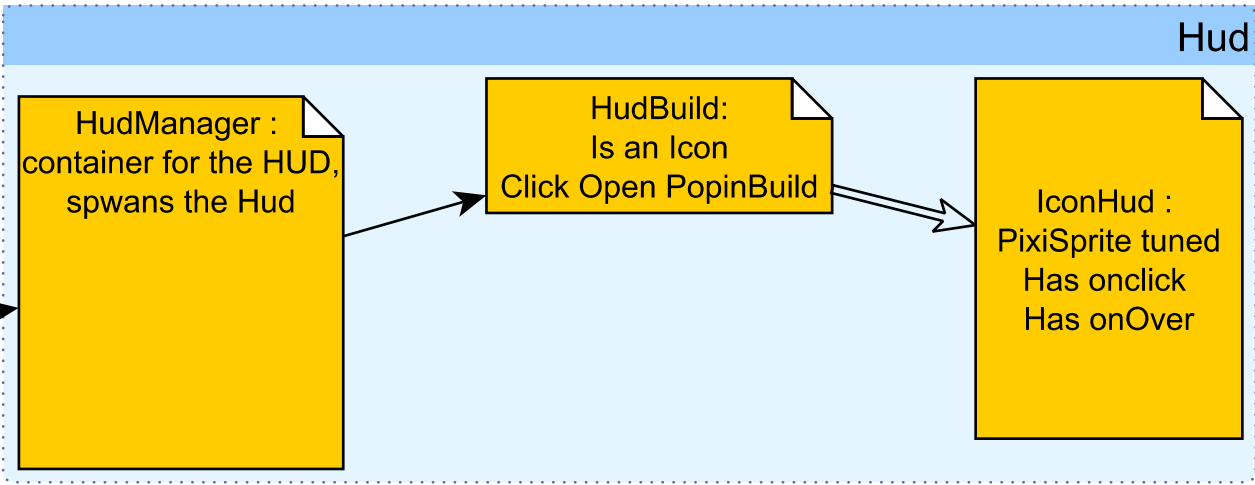 Hud
HudManager :
container for the HUD,
spwans the Hud
HudBuild:
Is an Icon
Click Open PopinBuild
IconHud :
PixiSprite tuned
Has onclick
Has onOver